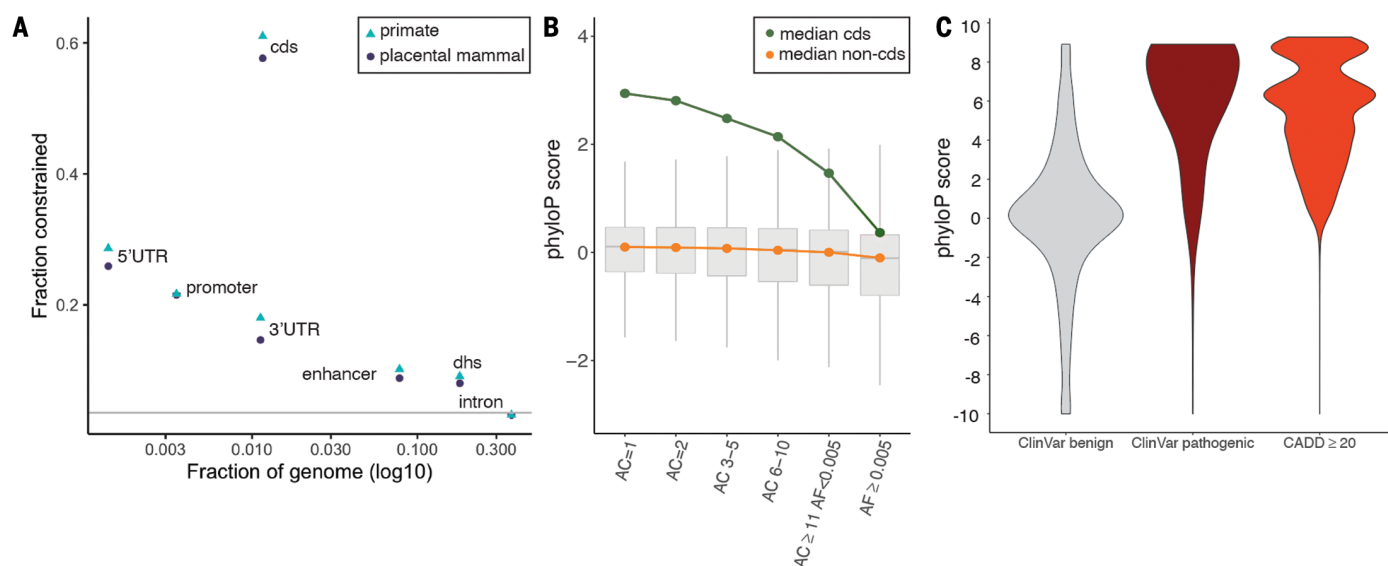 A
primate
placental mammal
0.6
0.4
0.2
Fraction constrained
cds
5'UTR
promoter
3'UTR
enhancer
dhs
intron
0.003
0.010
0.030
0.100
0.300
Fraction of genome (log10)
B
median cds
median non-cds
4
2
0
−2
phyloP score
AC=1
AC=2
AC 3–5
AC 6–10
AC ≥ 11 AF<0.005
AF ≥ 0.005
C
10
8
6
4
2
0
-2
-4
-6
-8
-10
phyloP score
ClinVar benign
ClinVar pathogenic
CADD ≥ 20